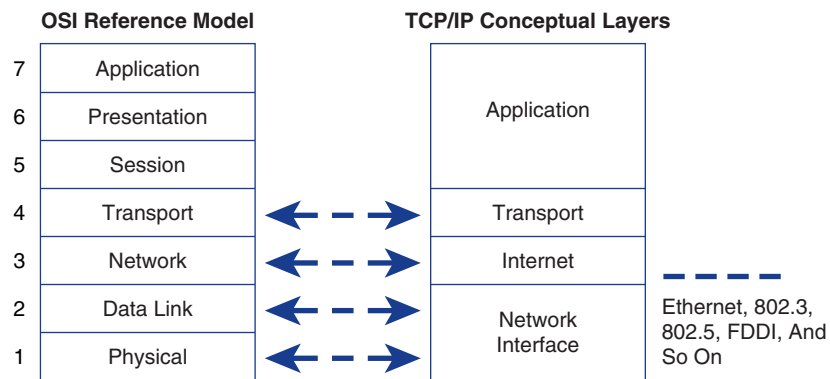 OSI Reference Model
TCP/IP Conceptual Layers
7 Application
6 Presentation
5 Session
4 Transport
3 Network
2 Data Link
1 Physical
Application
Transport
Internet
Network
Interface
Ethernet, 802.3,
802.5, FDDI, And
So On